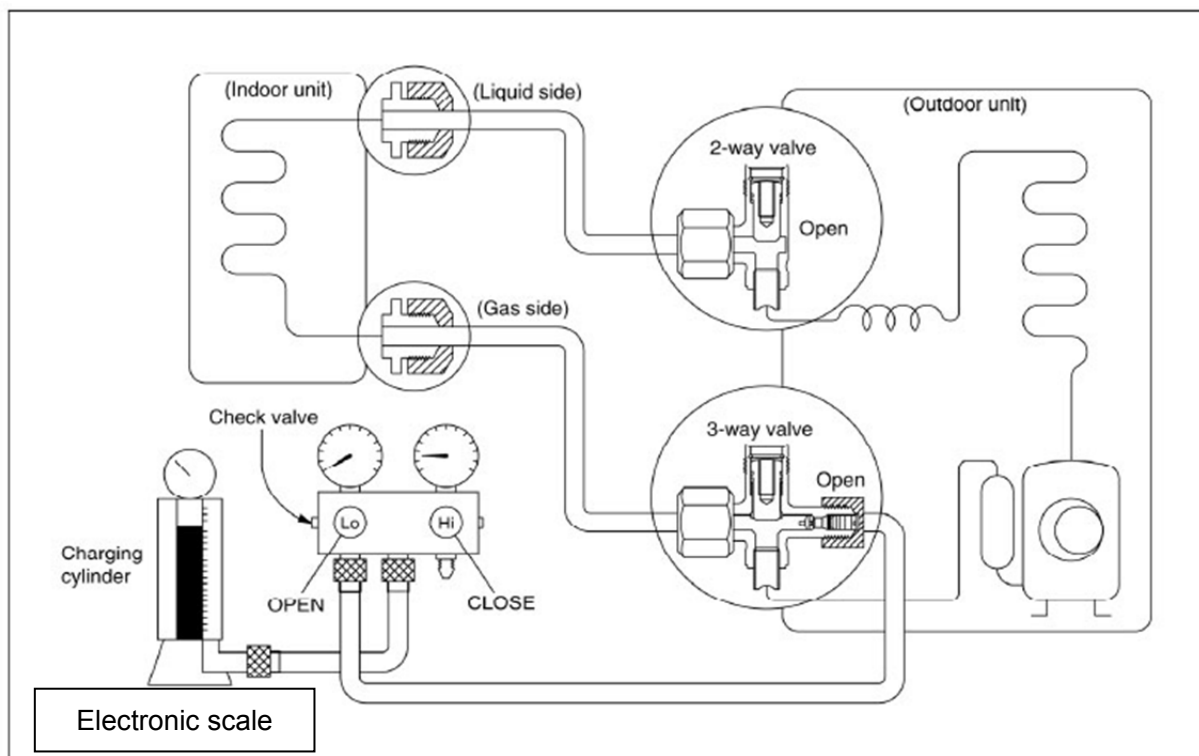 (Indoor unit)
(Liquid side)
(Outdoor unit)
2-way valve
Open
(Gas side)
Check valve
3-way valve
Open
Lo
Hi
Charging
cylinder
OPEN
CLOSE
Electronic scale